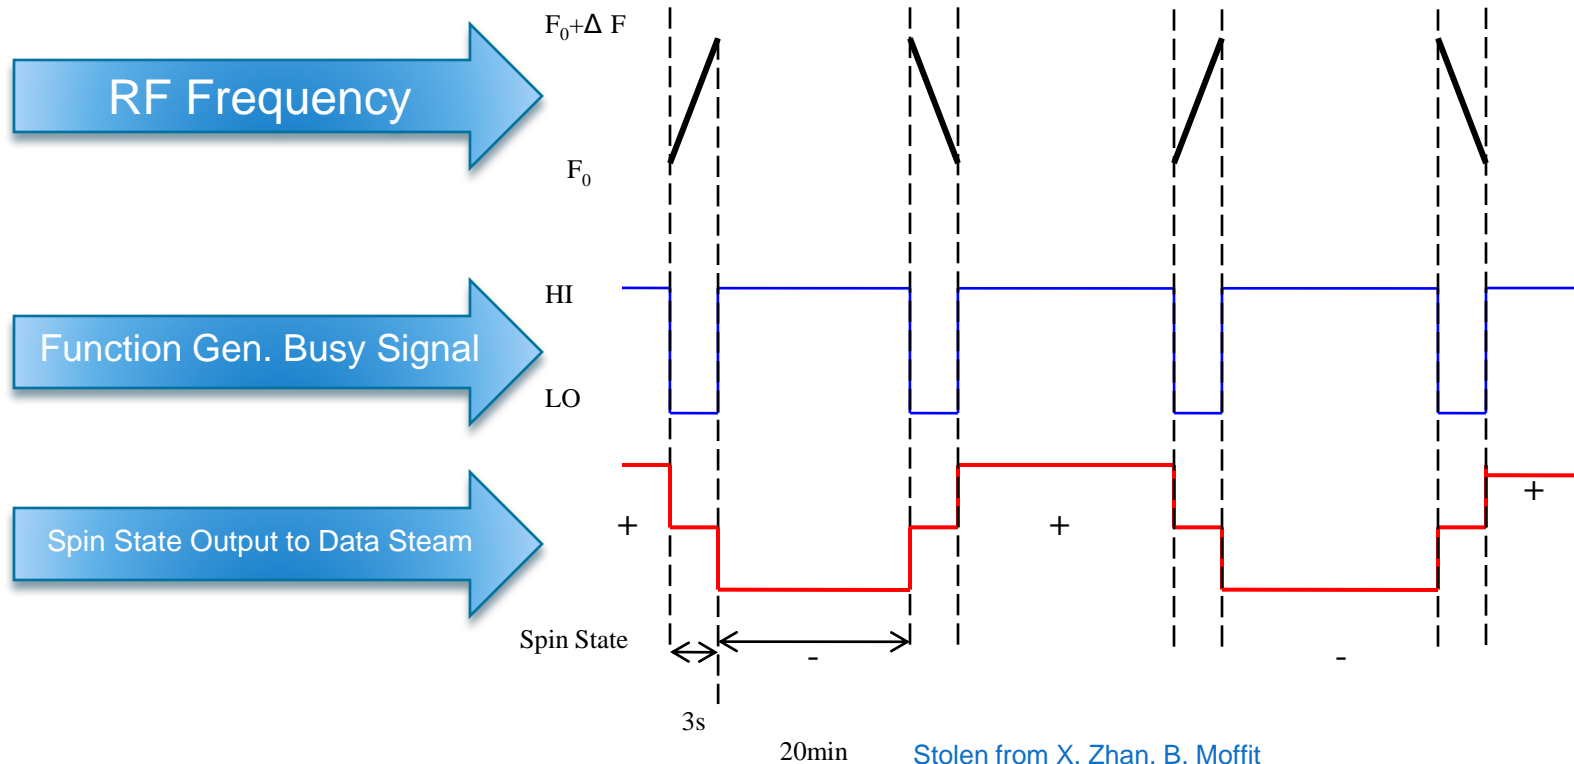 F₀+Δ F
RF Frequency
F₀
HI
Function Gen. Busy Signal
LO
+
+
+
Spin State Output to Data Steam
Spin State
-
-
3s
20min
Stolen from X. Zhan, B. Moffit